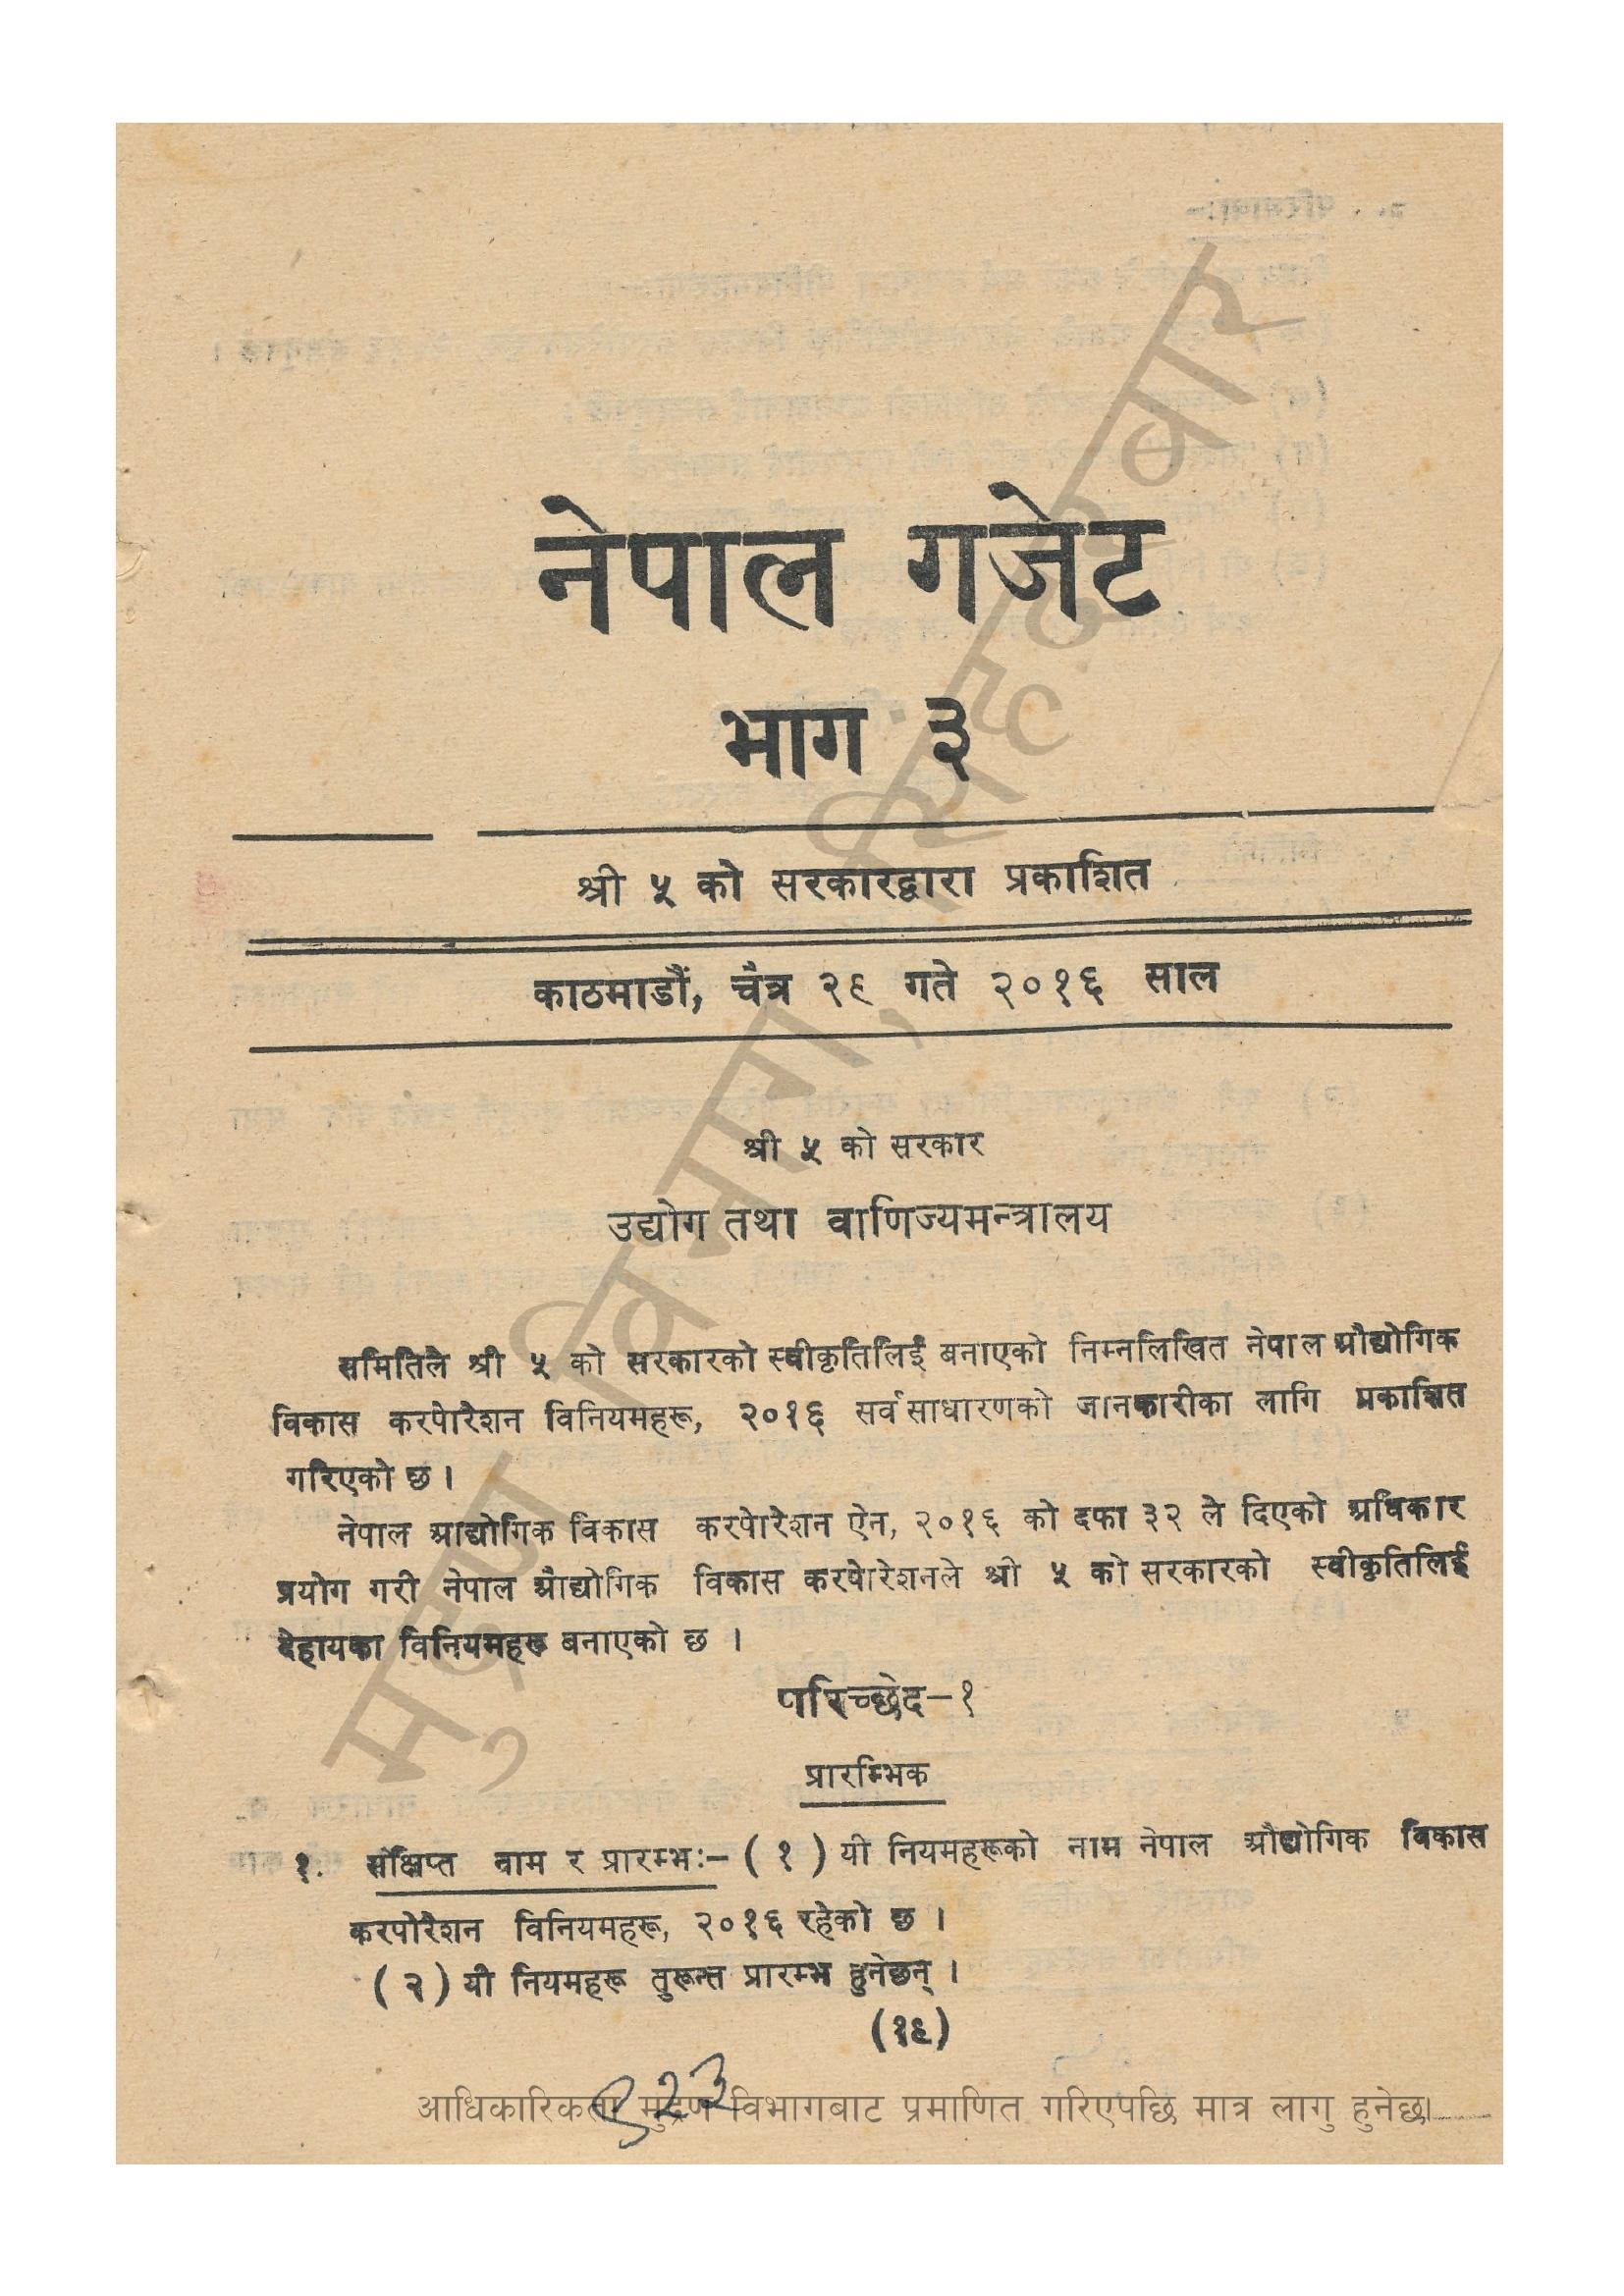 नेपाल गजेट
भाग ३
श्री ५ को सरकारद्वारा प्रकाशित
काठमाडौं, चैत्र २९ गते २०१६ साल
श्री ५ को सरकार
उद्योग तथा वाणिज्यमन्त्रालय
समितिले श्री ५ को सरकारको स्वीकृतिलिई बनाएको निम्नलिखित नेपाल औद्योगिक
विकास करपोरेशन विनियमहरू, २०१६ सर्वसाधारणको जानकारीका लागि प्रकाशित
गरिएको छ ।
नेपाल औद्योगिक विकास करपोरेशन ऐन, २०१६ को दफा ३२ ले दिएको अधिकार
प्रयोग गरी नेपाल औद्योगिक विकास करपोरेशनले श्री ५ को सरकारको स्वीकृतिलिई
देहायका विनियमहरू बनाएको छ ।
परिच्छेद–१
प्रारम्भिक
१. संक्षिप्त नाम र प्रारम्भः– ( १ ) यी नियमहरूको नाम नेपाल औद्योगिक विकास
करपोरेशन विनियमहरू, २०१६ रहेको छ ।
( २ ) यी नियमहरू तुरून्त प्रारम्भ हुनेछन् ।
(१९)
आधिकारिकता मुद्रण विभागबाट प्रमाणित गरिएपछि मात्र लागु हुनेछ।